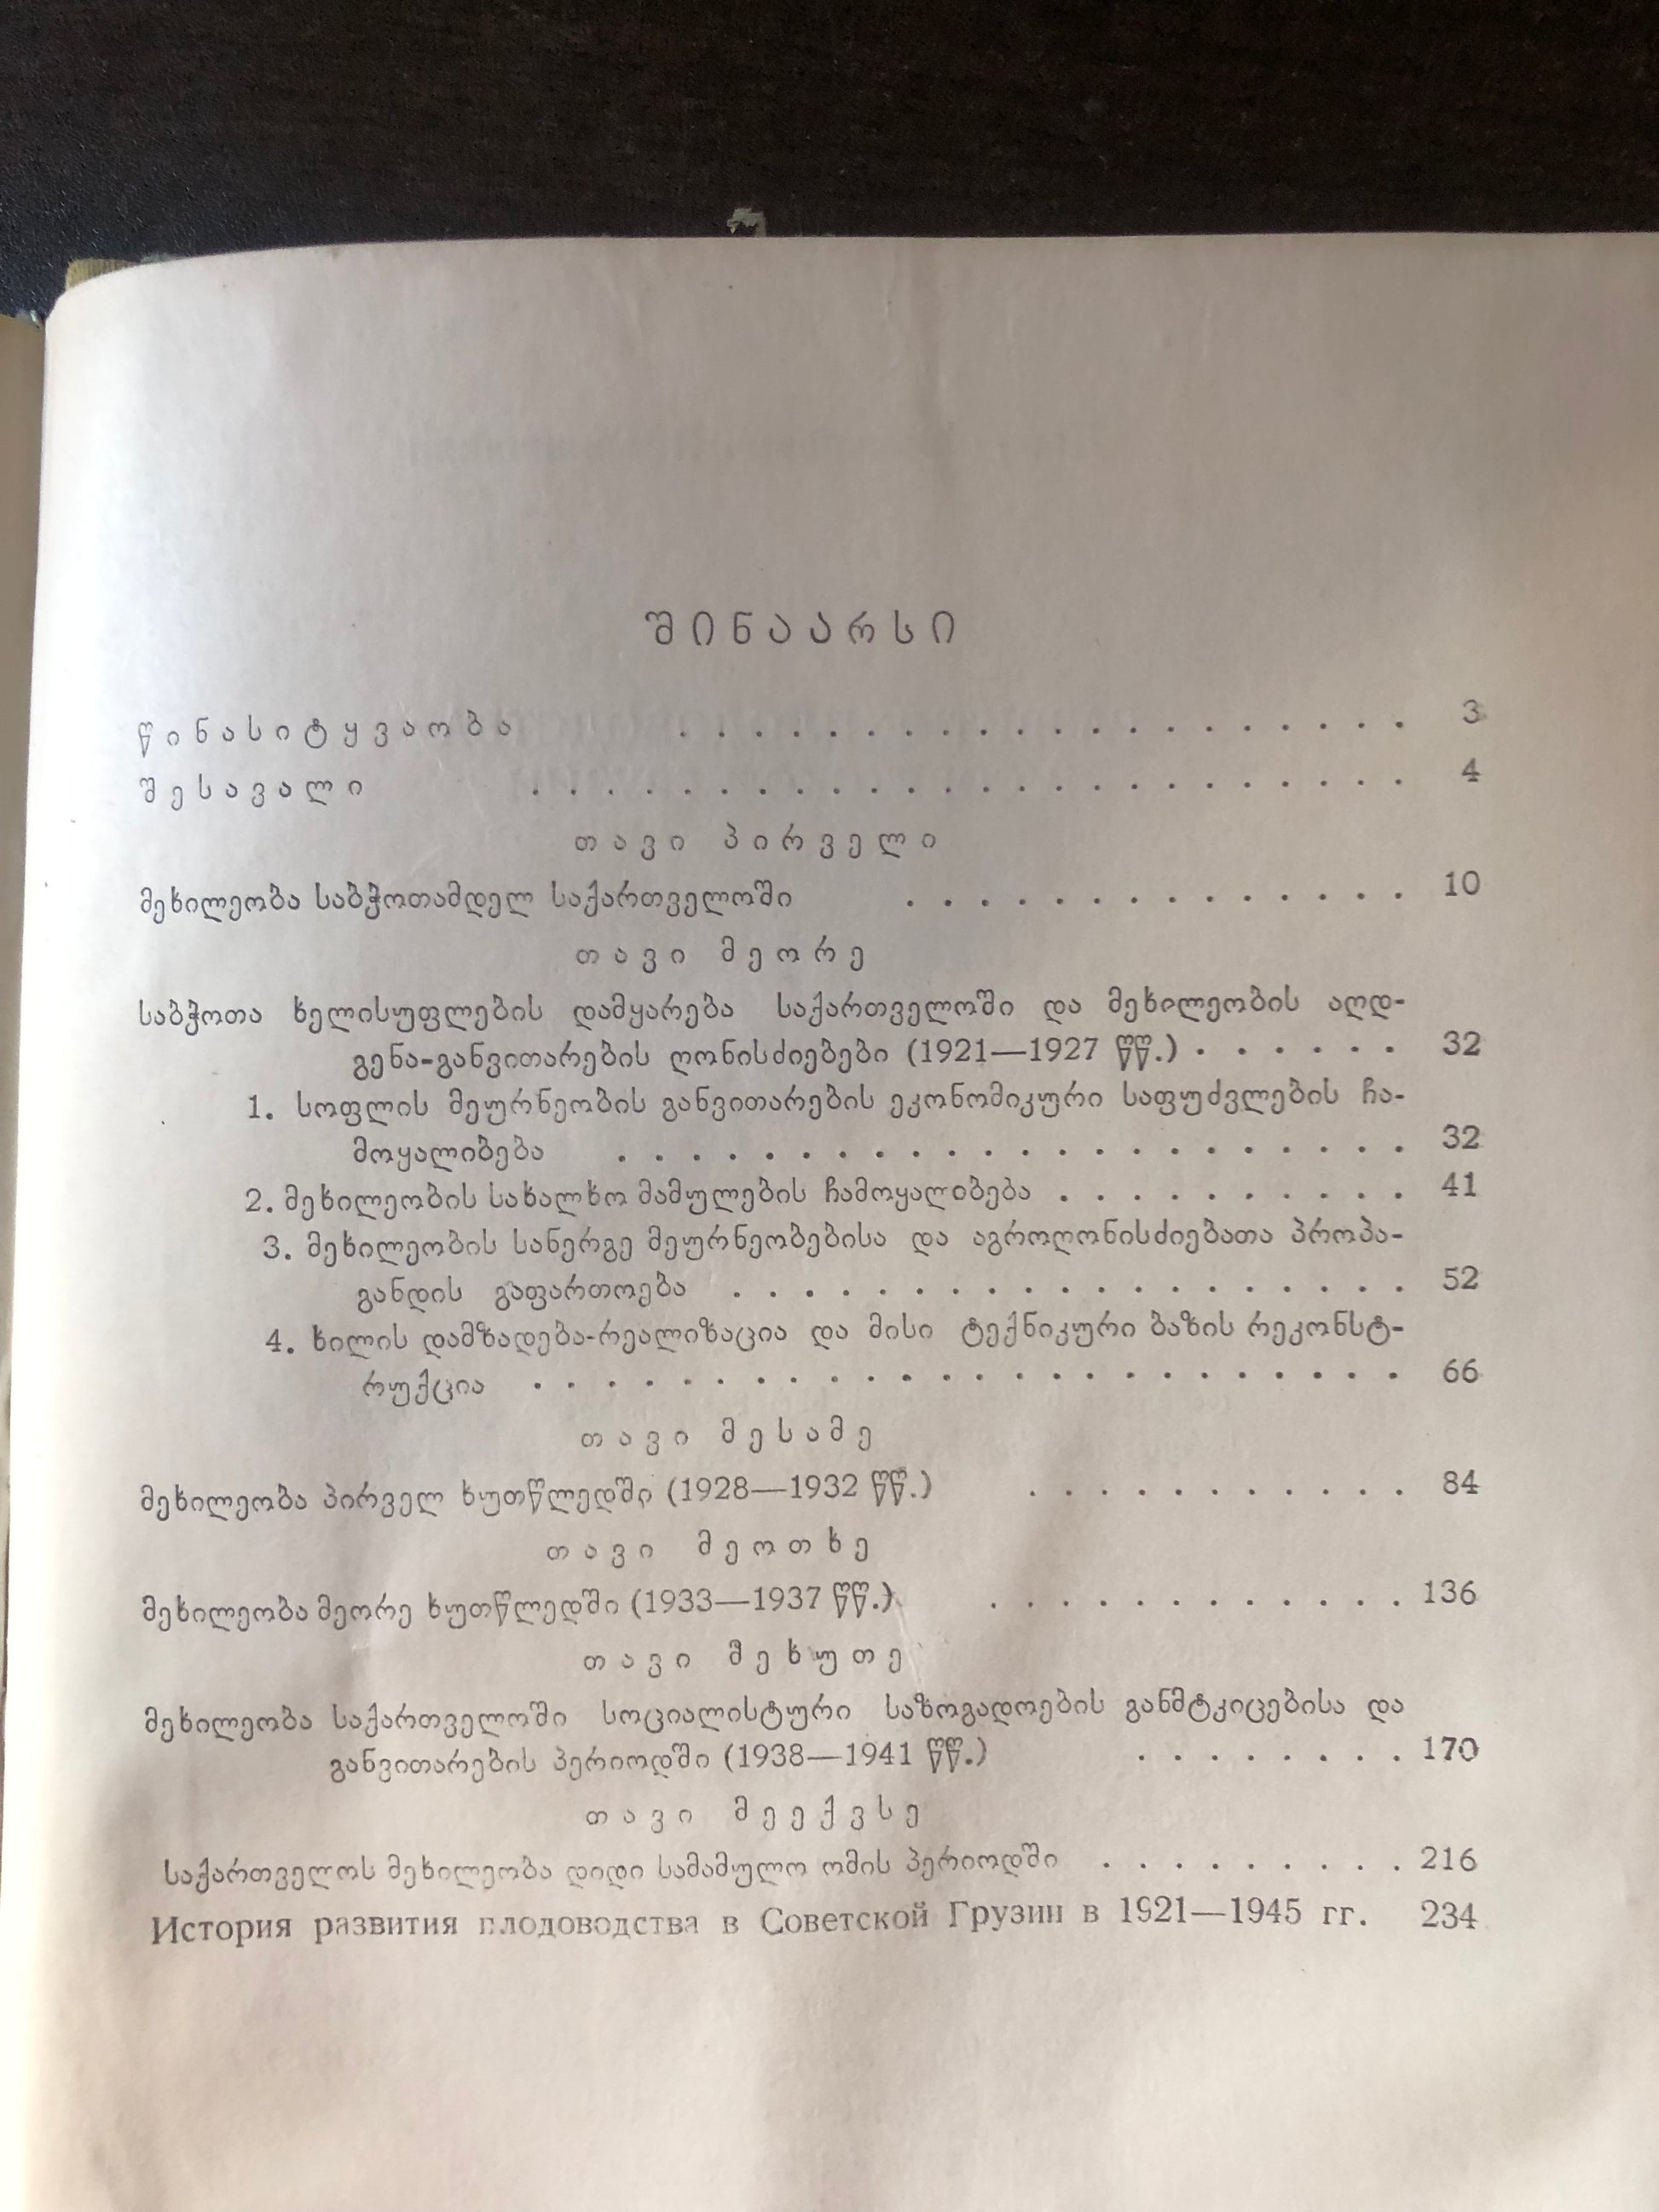 შინაარსი
წინასიტყვაობა . . . . . . . . . . . . . . . . . . . . 3
შესავალი . . . . . . . . . . . . . . . . . . . . . . . . 4
თავი პირველი
მეხილეობა საბჭოთამდელ საქართველოში . . . . . . . . . . . . . . 10
თავი მეორე
საბჭოთა ხელისუფლების დამყარება საქართველოში და მეხილეობის აღდ-
გენა-განვითარების ღონისძიებები (1921—1927 წწ.) . . . . . . 32
1. სოფლის მეურნეობის განვითარების ეკონომიკური საფუძვლების ჩა-
მოყალიბება . . . . . . . . . . . . . . . . . . . . . . 32
2. მეხილეობის სახალხო მამულების ჩამოყალიბება . . . . . . . . . . 41
3. მეხილეობის სანერგე მეურნეობებისა და აგროღონისძიებათა პროპა-
განდის გაფართოება . . . . . . . . . . . . . . . . . . . 52
4. ხილის დამზადება-რეალიზაცია და მისი ტექნიკური ბაზის რეკონსტ-
რუქცია . . . . . . . . . . . . . . . . . . . . . . . . 66
თავი მესამე
მეხილეობა პირველ ხუთწლედში (1928—1932 წწ.) . . . . . . . . . . . 84
თავი მეოთხე
მეხილეობა მეორე ხუთწლედში (1933—1937 წწ.) . . . . . . . . . . . . 136
თავი მეხუთე
მეხილეობა საქართველოში სოციალისტური საზოგადოების განმტკიცებისა და
განვითარების პერიოდში (1938—1941 წწ.) . . . . . . . . 170
თავი მეექვსე
საქართველოს მეხილეობა დიდი სამამულო ომის პერიოდში . . . . . . . . . 216
История развития плодоводства в Советской Грузии в 1921—1945 гг. 234